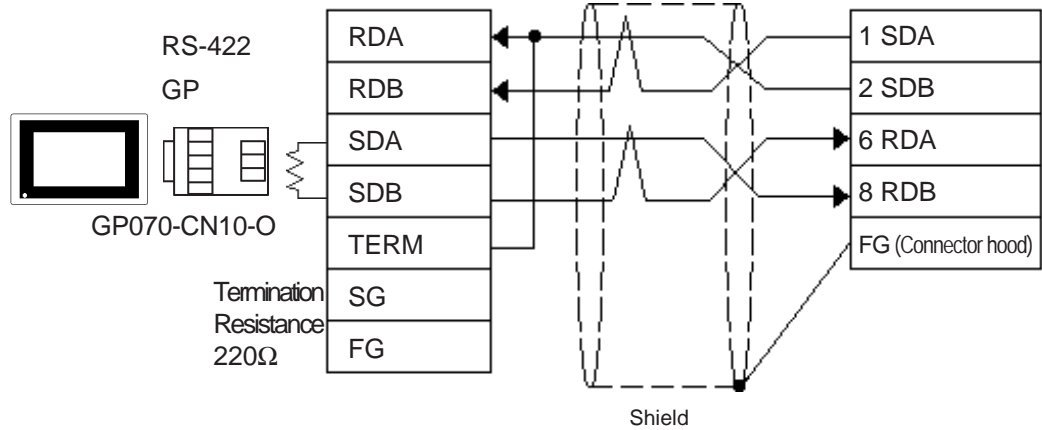 RS-422
GP
GP070-CN10-O
Termination
Resistance
220Ω
RDA
RDB
SDA
SDB
TERM
SG
FG
1 SDA
2 SDB
6 RDA
8 RDB
FG (Connector hood)
Shield